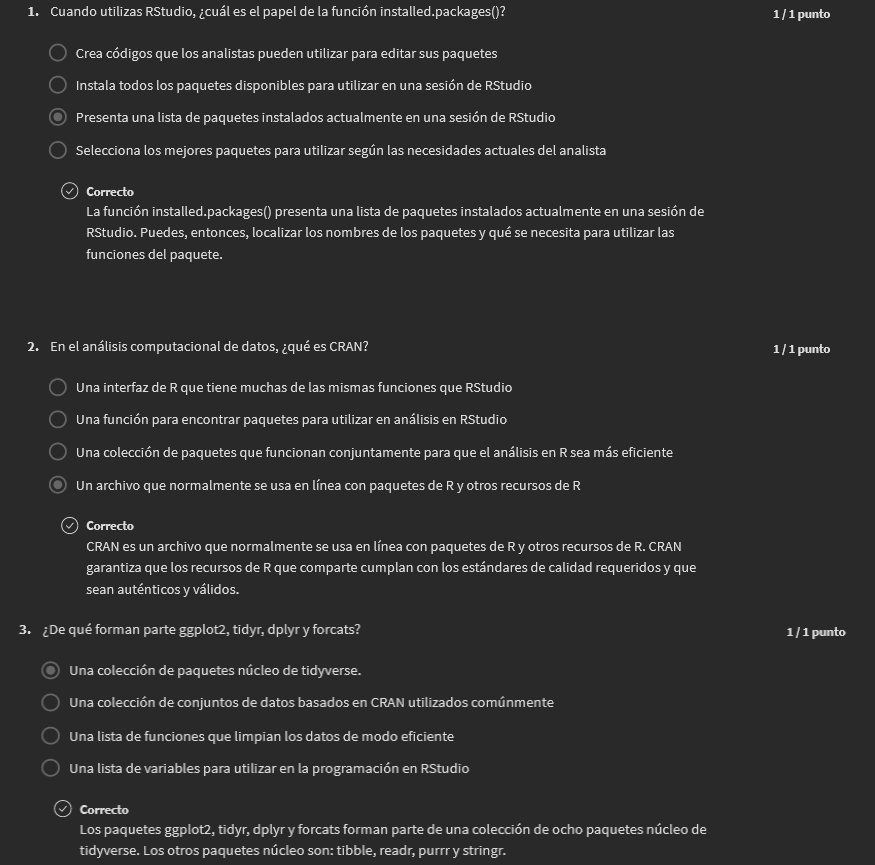 1. Cuando utilizas RStudio, ¿cuál es el papel de la función installed.packages()?
1 / 1 punto
Crea códigos que los analistas pueden utilizar para editar sus paquetes
Instala todos los paquetes disponibles para utilizar en una sesión de RStudio
Presenta una lista de paquetes instalados actualmente en una sesión de RStudio
Selecciona los mejores paquetes para utilizar según las necesidades actuales del analista
Correcto
La función installed.packages() presenta una lista de paquetes instalados actualmente en una sesión de
RStudio. Puedes, entonces, localizar los nombres de los paquetes y qué se necesita para utilizar las
funciones del paquete.
2. En el análisis computacional de datos, ¿qué es CRAN?
1 / 1 punto
Una interfaz de R que tiene muchas de las mismas funciones que RStudio
Una función para encontrar paquetes para utilizar en análisis en RStudio
Una colección de paquetes que funcionan conjuntamente para que el análisis en R sea más eficiente
Un archivo que normalmente se usa en línea con paquetes de R y otros recursos de R
Correcto
CRAN es un archivo que normalmente se usa en línea con paquetes de R y otros recursos de R. CRAN
garantiza que los recursos de R que comparte cumplan con los estándares de calidad requeridos y que
sean auténticos y válidos.
3. ¿De qué forman parte ggplot2, tidyr, dplyr y forcats?
1 / 1 punto
Una colección de paquetes núcleo de tidyverse.
Una colección de conjuntos de datos basados en CRAN utilizados comúnmente
Una lista de funciones que limpian los datos de modo eficiente
Una lista de variables para utilizar en la programación en RStudio
Correcto
Los paquetes ggplot2, tidyr, dplyr y forcats forman parte de una colección de ocho paquetes núcleo de
tidyverse. Los otros paquetes núcleo son: tibble, readr, purrr y stringr.